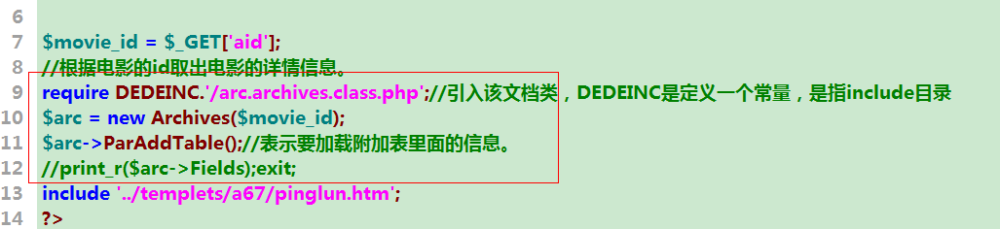 6
7 $movie_id = $_GET['aid'];
8 //根据电影的id取出电影的详情信息。
9 require DEDEINC.'/arc.archives.class.php';//引入该文档类，DEDEINC是定义一个常量，是指include目录
10 $arc = new Archives($movie_id);
11 $arc->ParAddTable();//表示要加载附加表里面的信息。
12 //print_r($arc->Fields);exit;
13 include '../templets/a67/pinglun.htm';
14 ?>